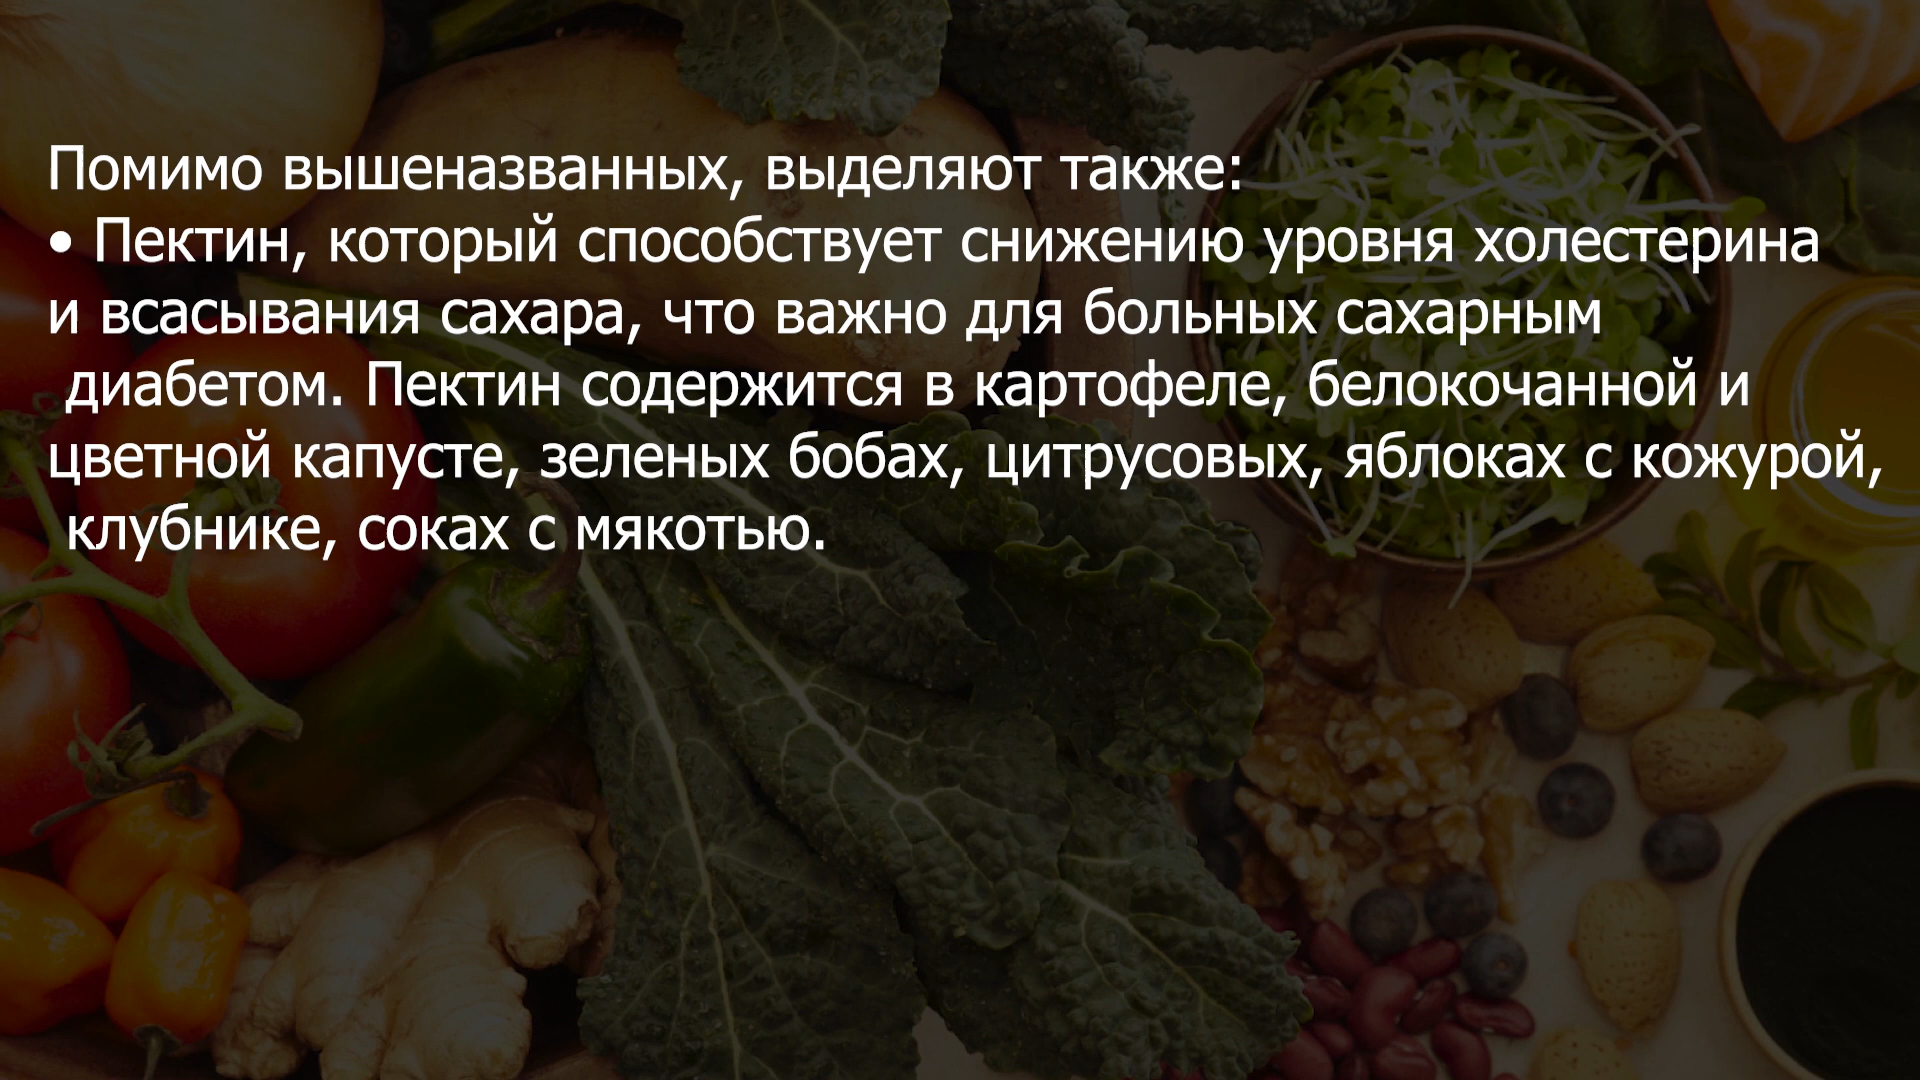 Помимо вышеназванных, выделяют также:
• Пектин, который способствует снижению уровня холестерина
и всасывания сахара, что важно для больных сахарным
диабетом. Пектин содержится в картофеле, белокочанной и
цветной капусте, зеленых бобах, цитрусовых, яблоках с кожурой,
клубнике, соках с мякотью.